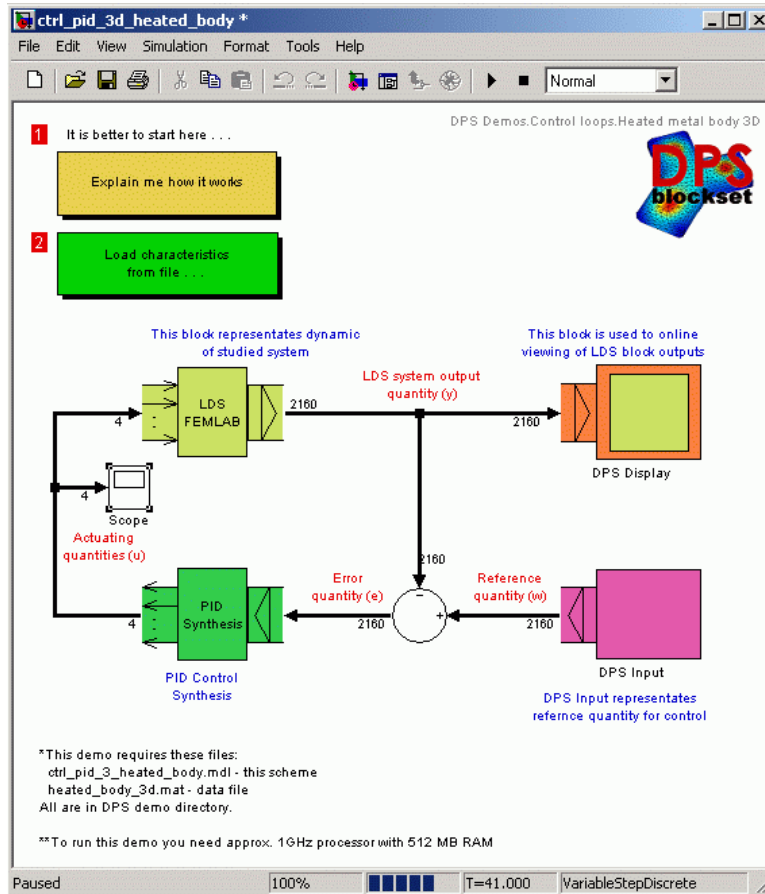 ctrl_pid_3d_heated_body *
File Edit View Simulation Format Tools Help
Normal
DPS Demos.Control loops.Heated metal body 3D
1 It is better to start here . . .
Explain me how it works
DPS
blockset
2
Load characteristics
from file . . .
This block representates dynamic
of studied system
This block is used to online
viewing of LDS block outputs
LDS system output
quantity (y)
LDS
FEMLAB
4
2160
2160
DPS Display
4
Scope
Actuating
quantities (u)
2160
Error
quantity (e)
Reference
quantity (w)
PID
Synthesis
−
+
4
2160
2160
DPS Input
PID Control
Synthesis
DPS Input representates
refernce quantity for control
*This demo requires these files:
ctrl_pid_3_heated_body.mdl - this scheme
heated_body_3d.mat - data file
All are in DPS demo directory.
**To run this demo you need approx. 1GHz processor with 512 MB RAM
Paused 100% T=41.000 VariableStepDiscrete